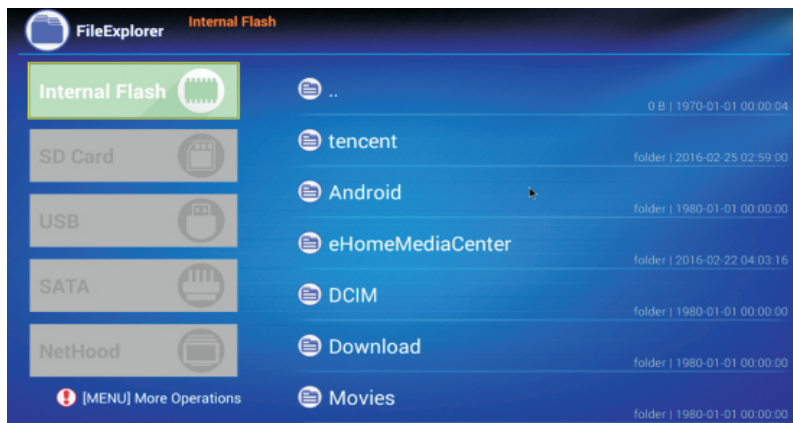 FileExplorer
Internal Flash
Internal Flash
SD Card
USB
SATA
NetHood
[MENU] More Operations
..
0 B | 1970-01-01 00:00:04
tencent
folder | 2016-02-25 02:59:00
Android
folder | 1980-01-01 00:00:00
eHomeMediaCenter
folder | 2016-02-22 04:03:16
DCIM
folder | 1980-01-01 00:00:00
Download
folder | 1980-01-01 00:00:00
Movies
folder | 1980-01-01 00:00:00